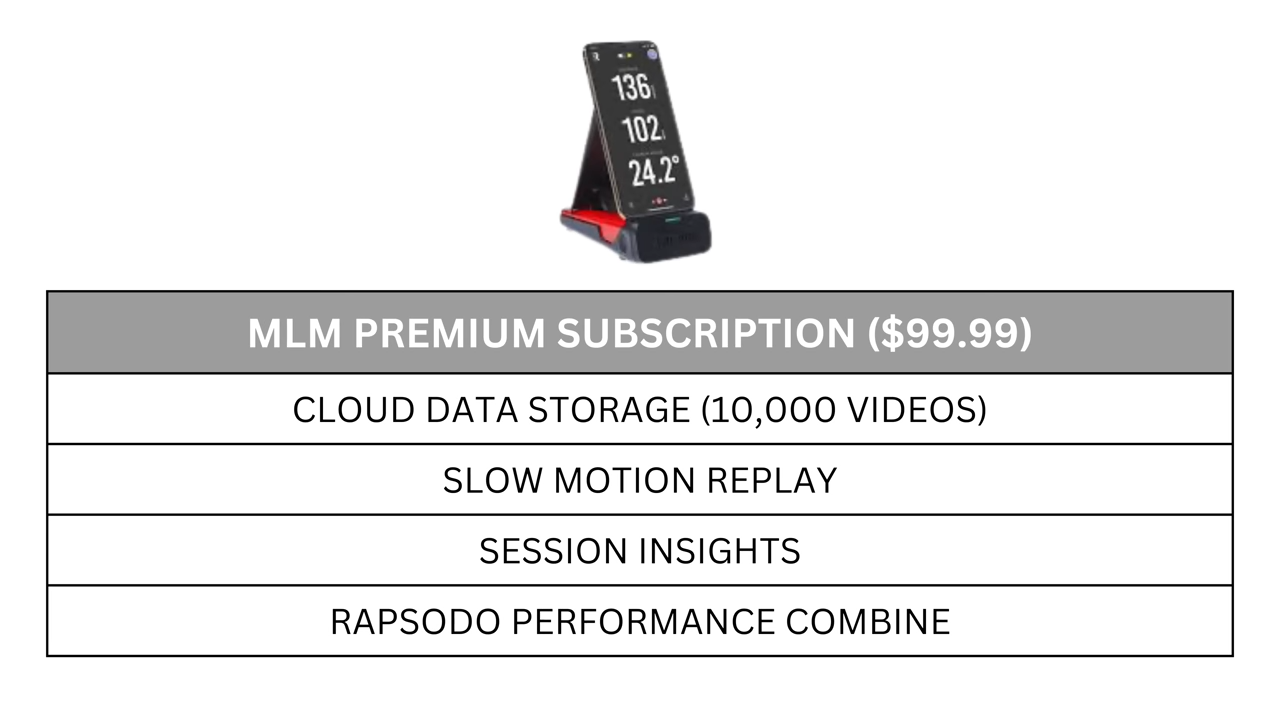 136
102
24.2°
MLM PREMIUM SUBSCRIPTION ($99.99)
CLOUD DATA STORAGE (10,000 VIDEOS)
SLOW MOTION REPLAY
SESSION INSIGHTS
RAPSODO PERFORMANCE COMBINE